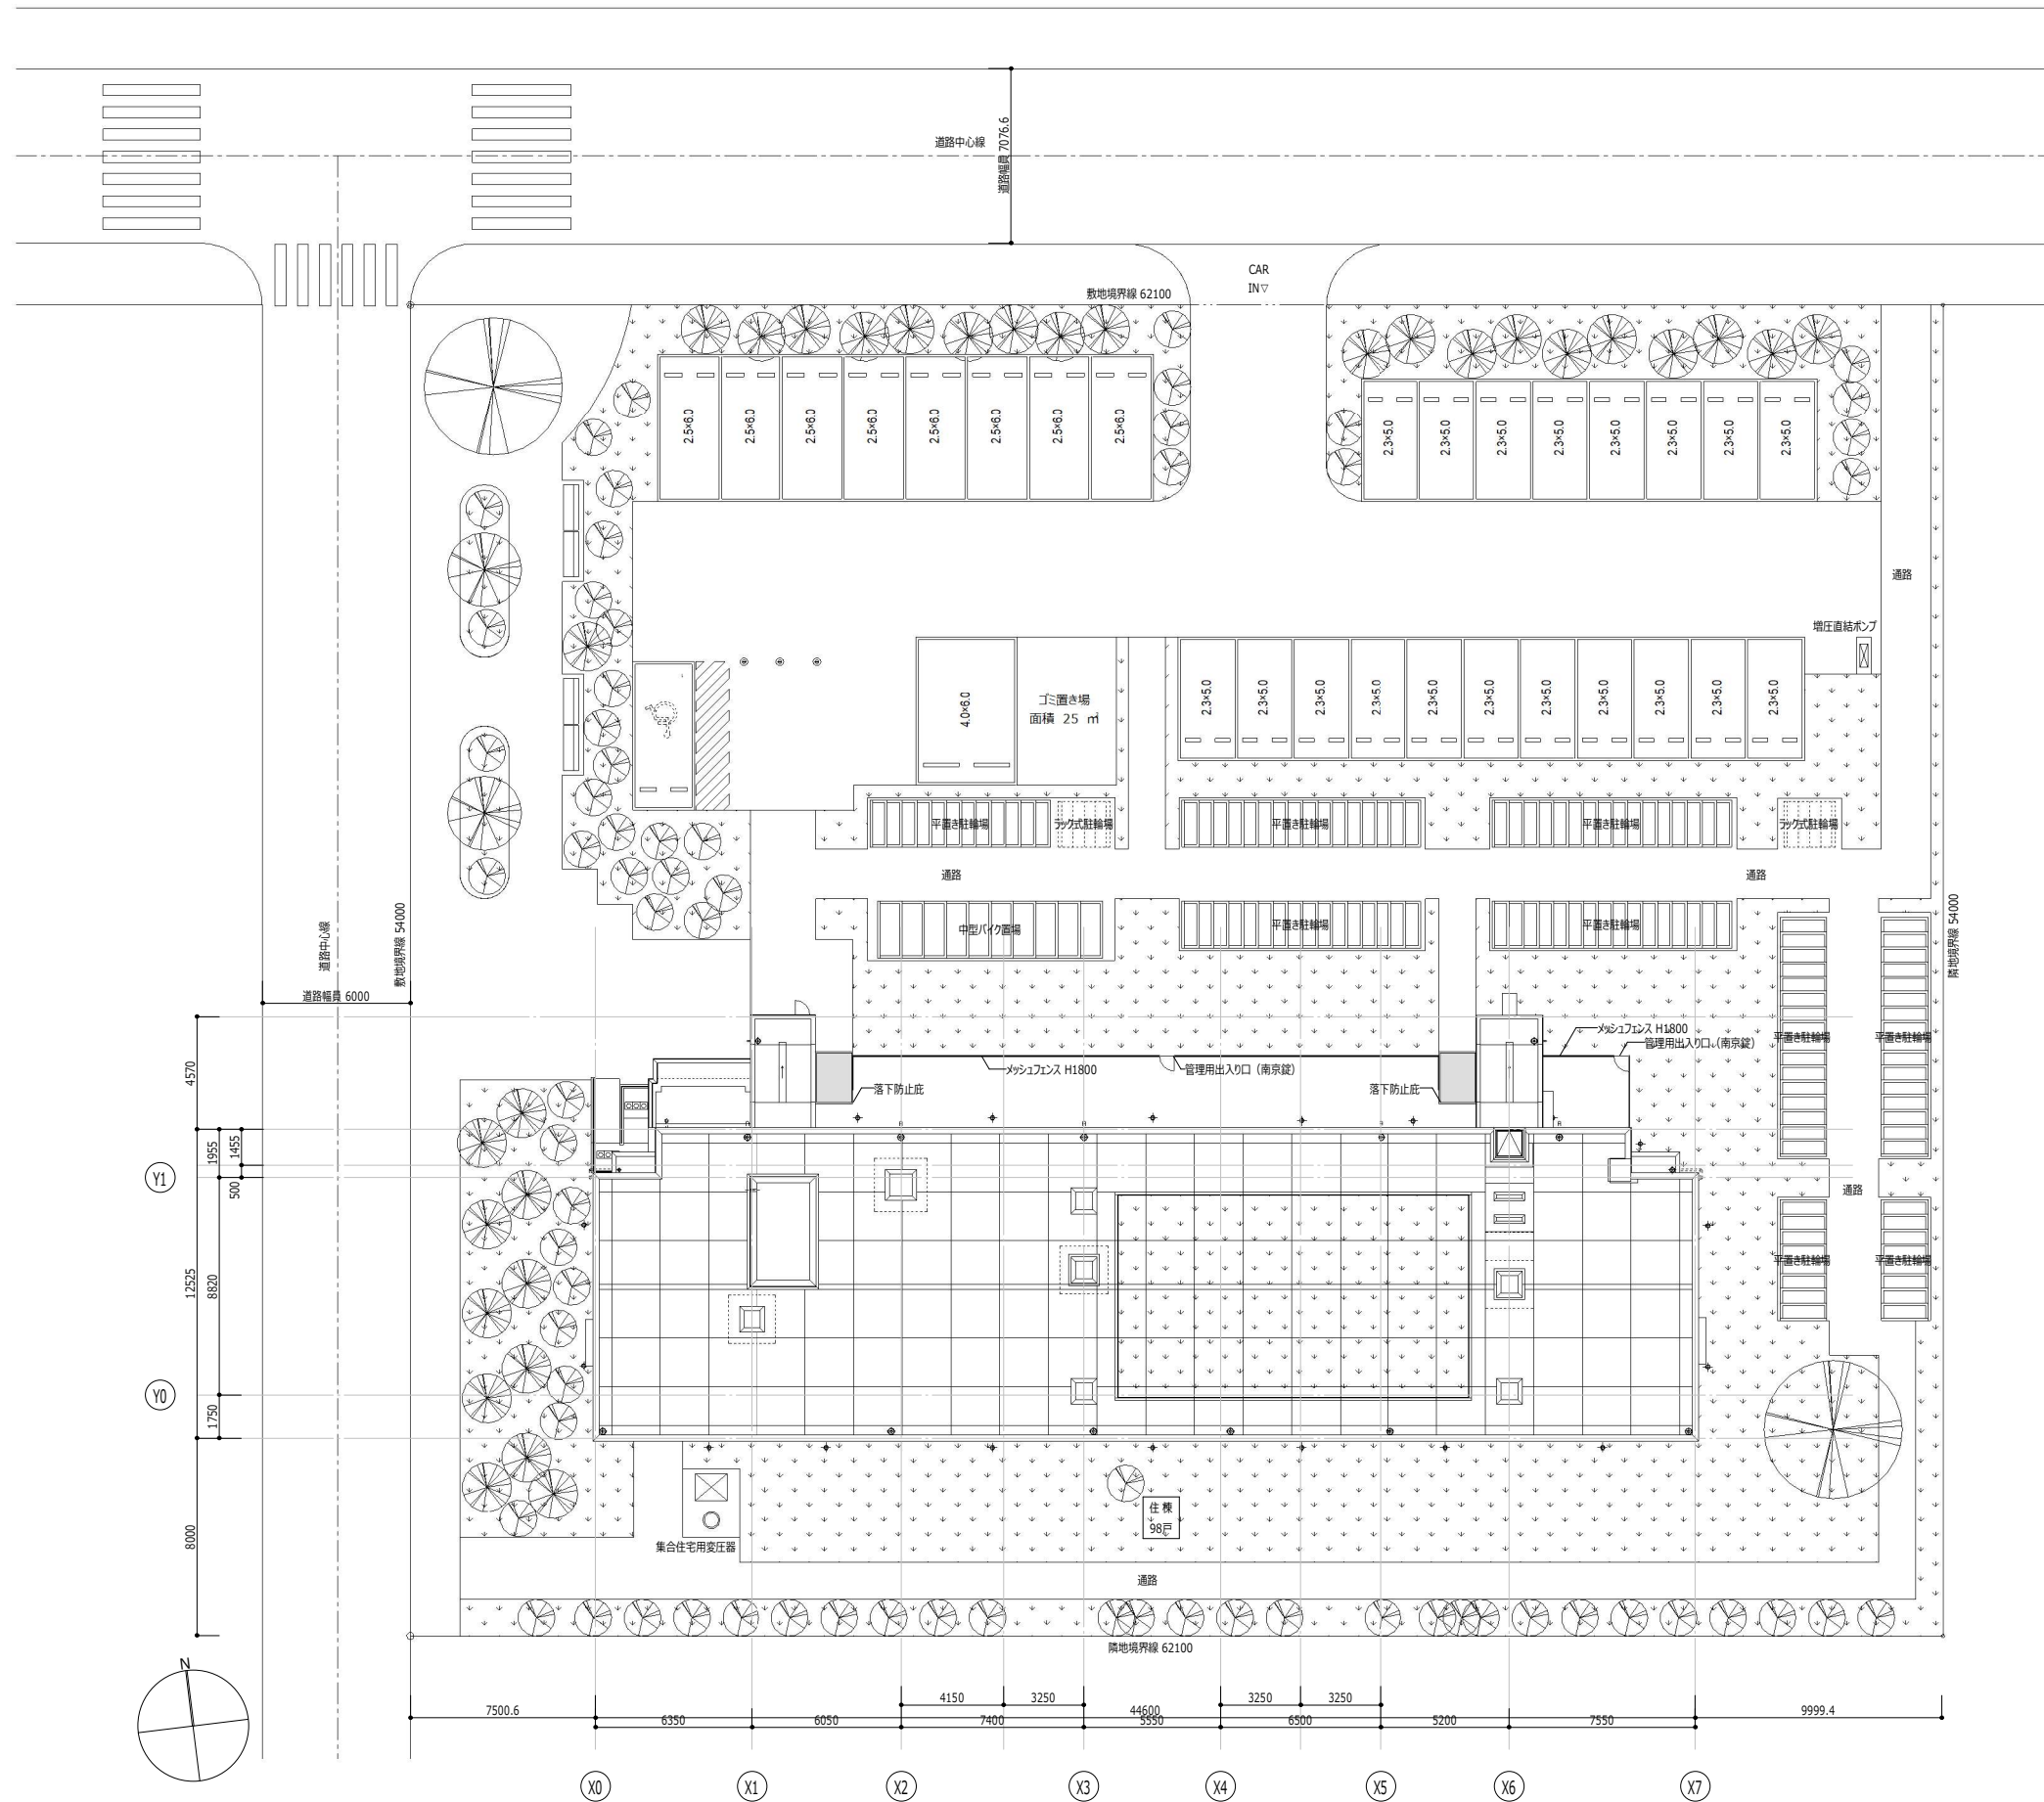 道路中心線
道路幅員 7076.6
CAR
IN▽
敷地境界線 62100
2.5×6.0
2.5×6.0
2.5×6.0
2.5×6.0
2.5×6.0
2.5×6.0
2.5×6.0
2.5×6.0
2.3×5.0
2.3×5.0
2.3×5.0
2.3×5.0
2.3×5.0
2.3×5.0
2.3×5.0
2.3×5.0
通路
増圧直結ポンプ
4.0×6.0
ゴミ置き場
面積 25 ㎡
2.3×5.0
2.3×5.0
2.3×5.0
2.3×5.0
2.3×5.0
2.3×5.0
2.3×5.0
2.3×5.0
2.3×5.0
2.3×5.0
2.3×5.0
平置き駐輪場
ラック式駐輪場
平置き駐輪場
平置き駐輪場
ラック式駐輪場
通路
通路
道路中心線
敷地境界線 54000
隣地境界線 54000
中型バイク置場
平置き駐輪場
平置き駐輪場
道路幅員 6000
メッシュフェンス H1800
管理用出入り口(南京錠)
平置き駐輪場
平置き駐輪場
メッシュフェンス H1800
管理用出入り口(南京錠)
落下防止庇
落下防止庇
4570
1955
1455
500
Y1
12525
8820
通路
平置き駐輪場
平置き駐輪場
Y0
1750
8000
住 棟
98戸
集合住宅用変圧器
通路
隣地境界線 62100
N
4150
3250
3250
3250
7500.6
44600
9999.4
6350
6050
7400
5550
6500
5200
7550
X0
X1
X2
X3
X4
X5
X6
X7